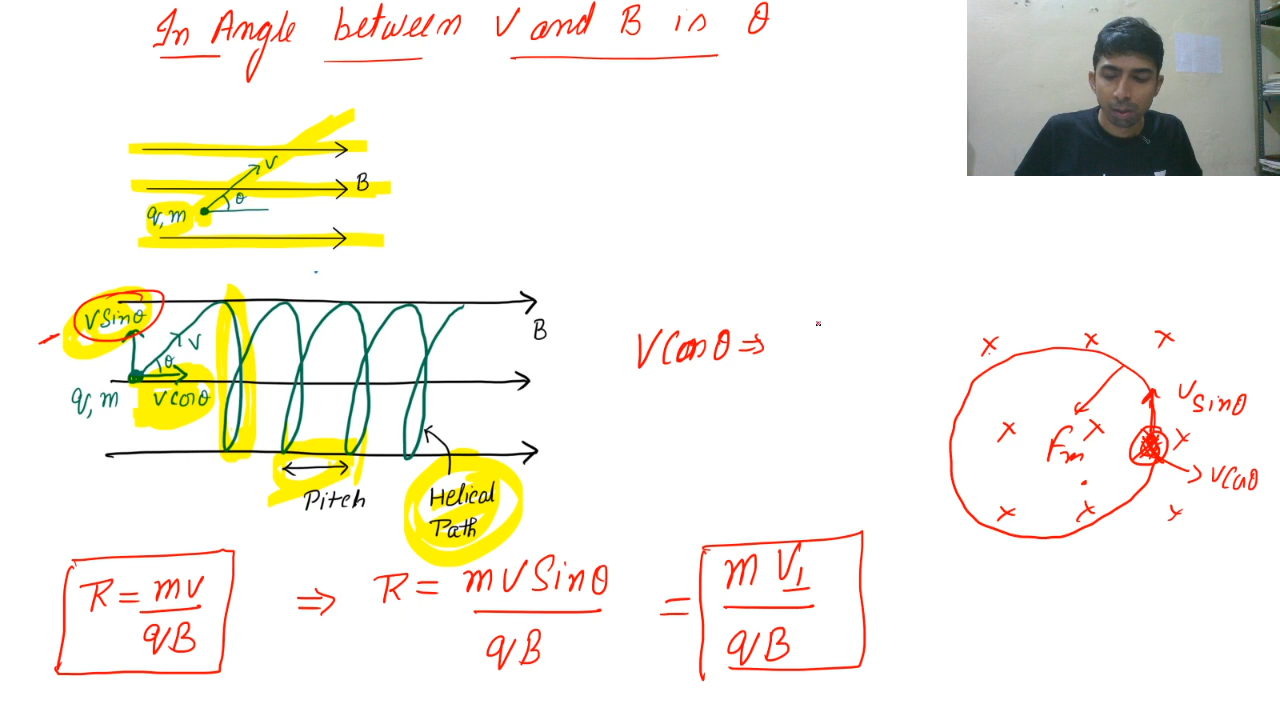 In Angle between V and B is θ
V
B
θ
q, m
VSinθ
V
θ
B
q, m
VCosθ
Pitch
Helical
Path
VCosθ ⇒
x x x
VSinθ
x x x
Fm
VCosθ
x x x
R = mv/qB ⇒ R = mVSinθ/qB = mV⊥/qB